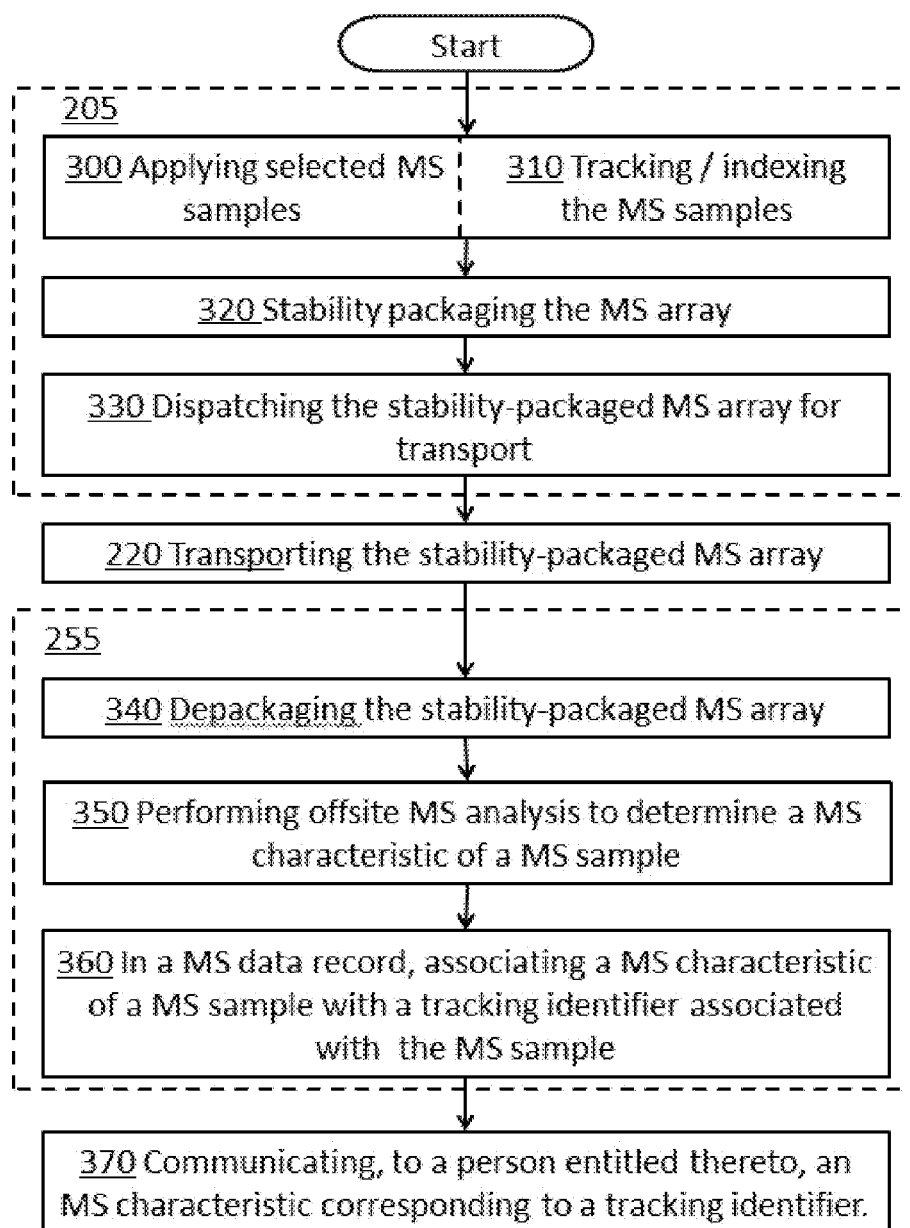 Start
205
300 Applying selected MS
samples
310 Tracking / indexing
the MS samples
320 Stability packaging the MS array
330 Dispatching the stability-packaged MS array for
transport
220 Transporting the stability-packaged MS array
255
340 Depackaging the stability-packaged MS array
350 Performing offsite MS analysis to determine a MS
characteristic of a MS sample
360 In a MS data record, associating a MS characteristic
of a MS sample with a tracking identifier associated
with the MS sample
370 Communicating, to a person entitled thereto, an
MS characteristic corresponding to a tracking identifier.